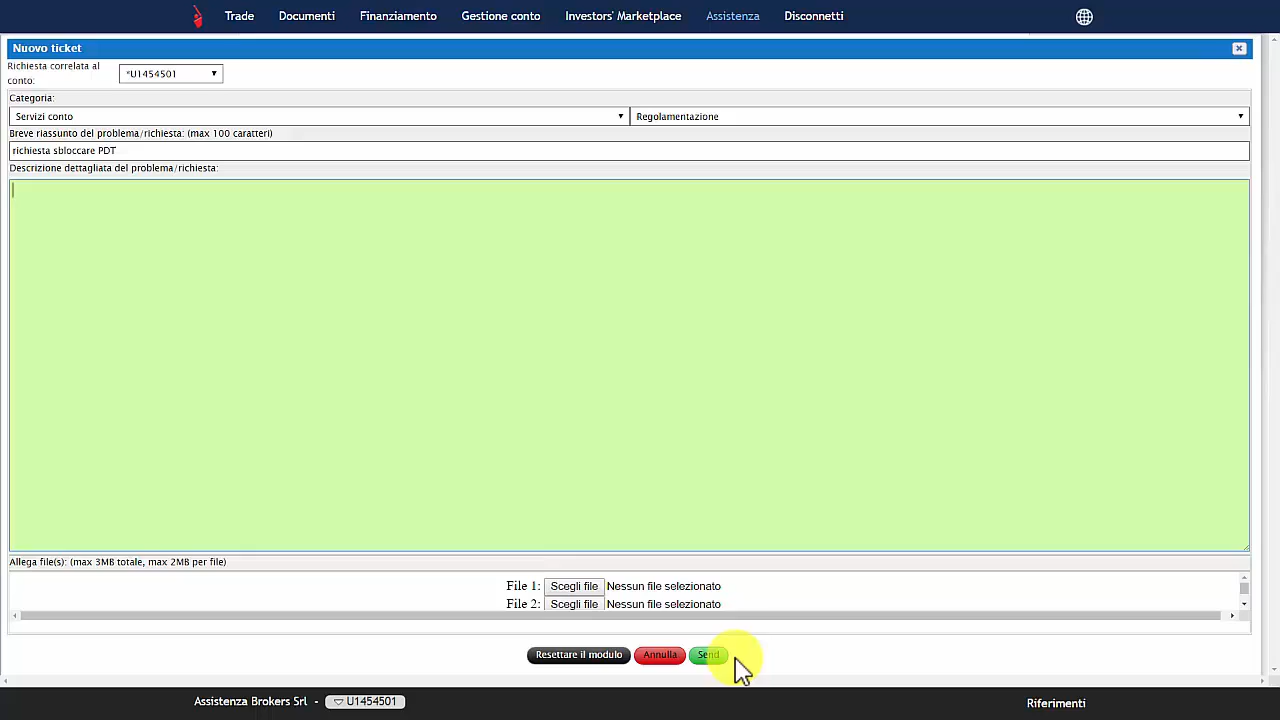 Trade Documenti Finanziamento Gestione conto Investors' Marketplace Assistenza Disconnetti
Nuovo ticket
Richiesta correlata al
conto:
*U1454501
Categoria:
Servizi conto
Regolamentazione
Breve riassunto del problema/richiesta: (max 100 caratteri)
richiesta sbloccare PDT
Descrizione dettagliata del problema/richiesta:
Allega file(s): (max 3MB totale, max 2MB per file)
File 1: Scegli file Nessun file selezionato
File 2: Scegli file Nessun file selezionato
Resettare il modulo Annulla Send
Assistenza Brokers Srl - U1454501
Riferimenti